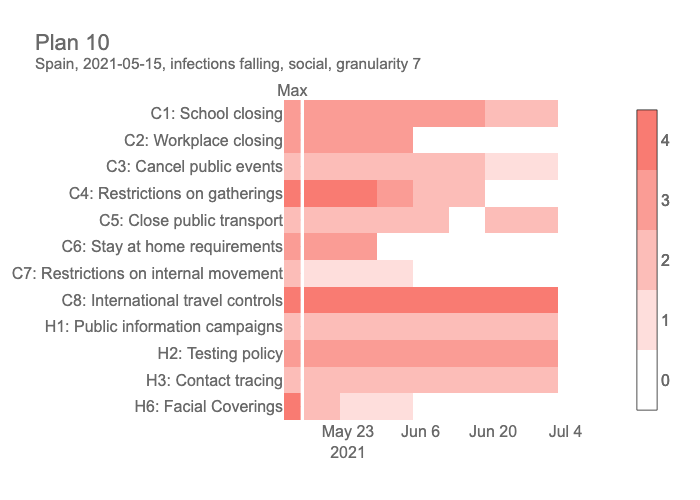 Plan 10
Spain, 2021-05-15, infections falling, social, granularity 7
Max
C1: School closing
C2: Workplace closing
C3: Cancel public events
C4: Restrictions on gatherings
C5: Close public transport
C6: Stay at home requirements
C7: Restrictions on internal movement
C8: International travel controls
H1: Public information campaigns
H2: Testing policy
H3: Contact tracing
H6: Facial Coverings
May 23 Jun 6 Jun 20 Jul 4
2021
4
3
2
1
0